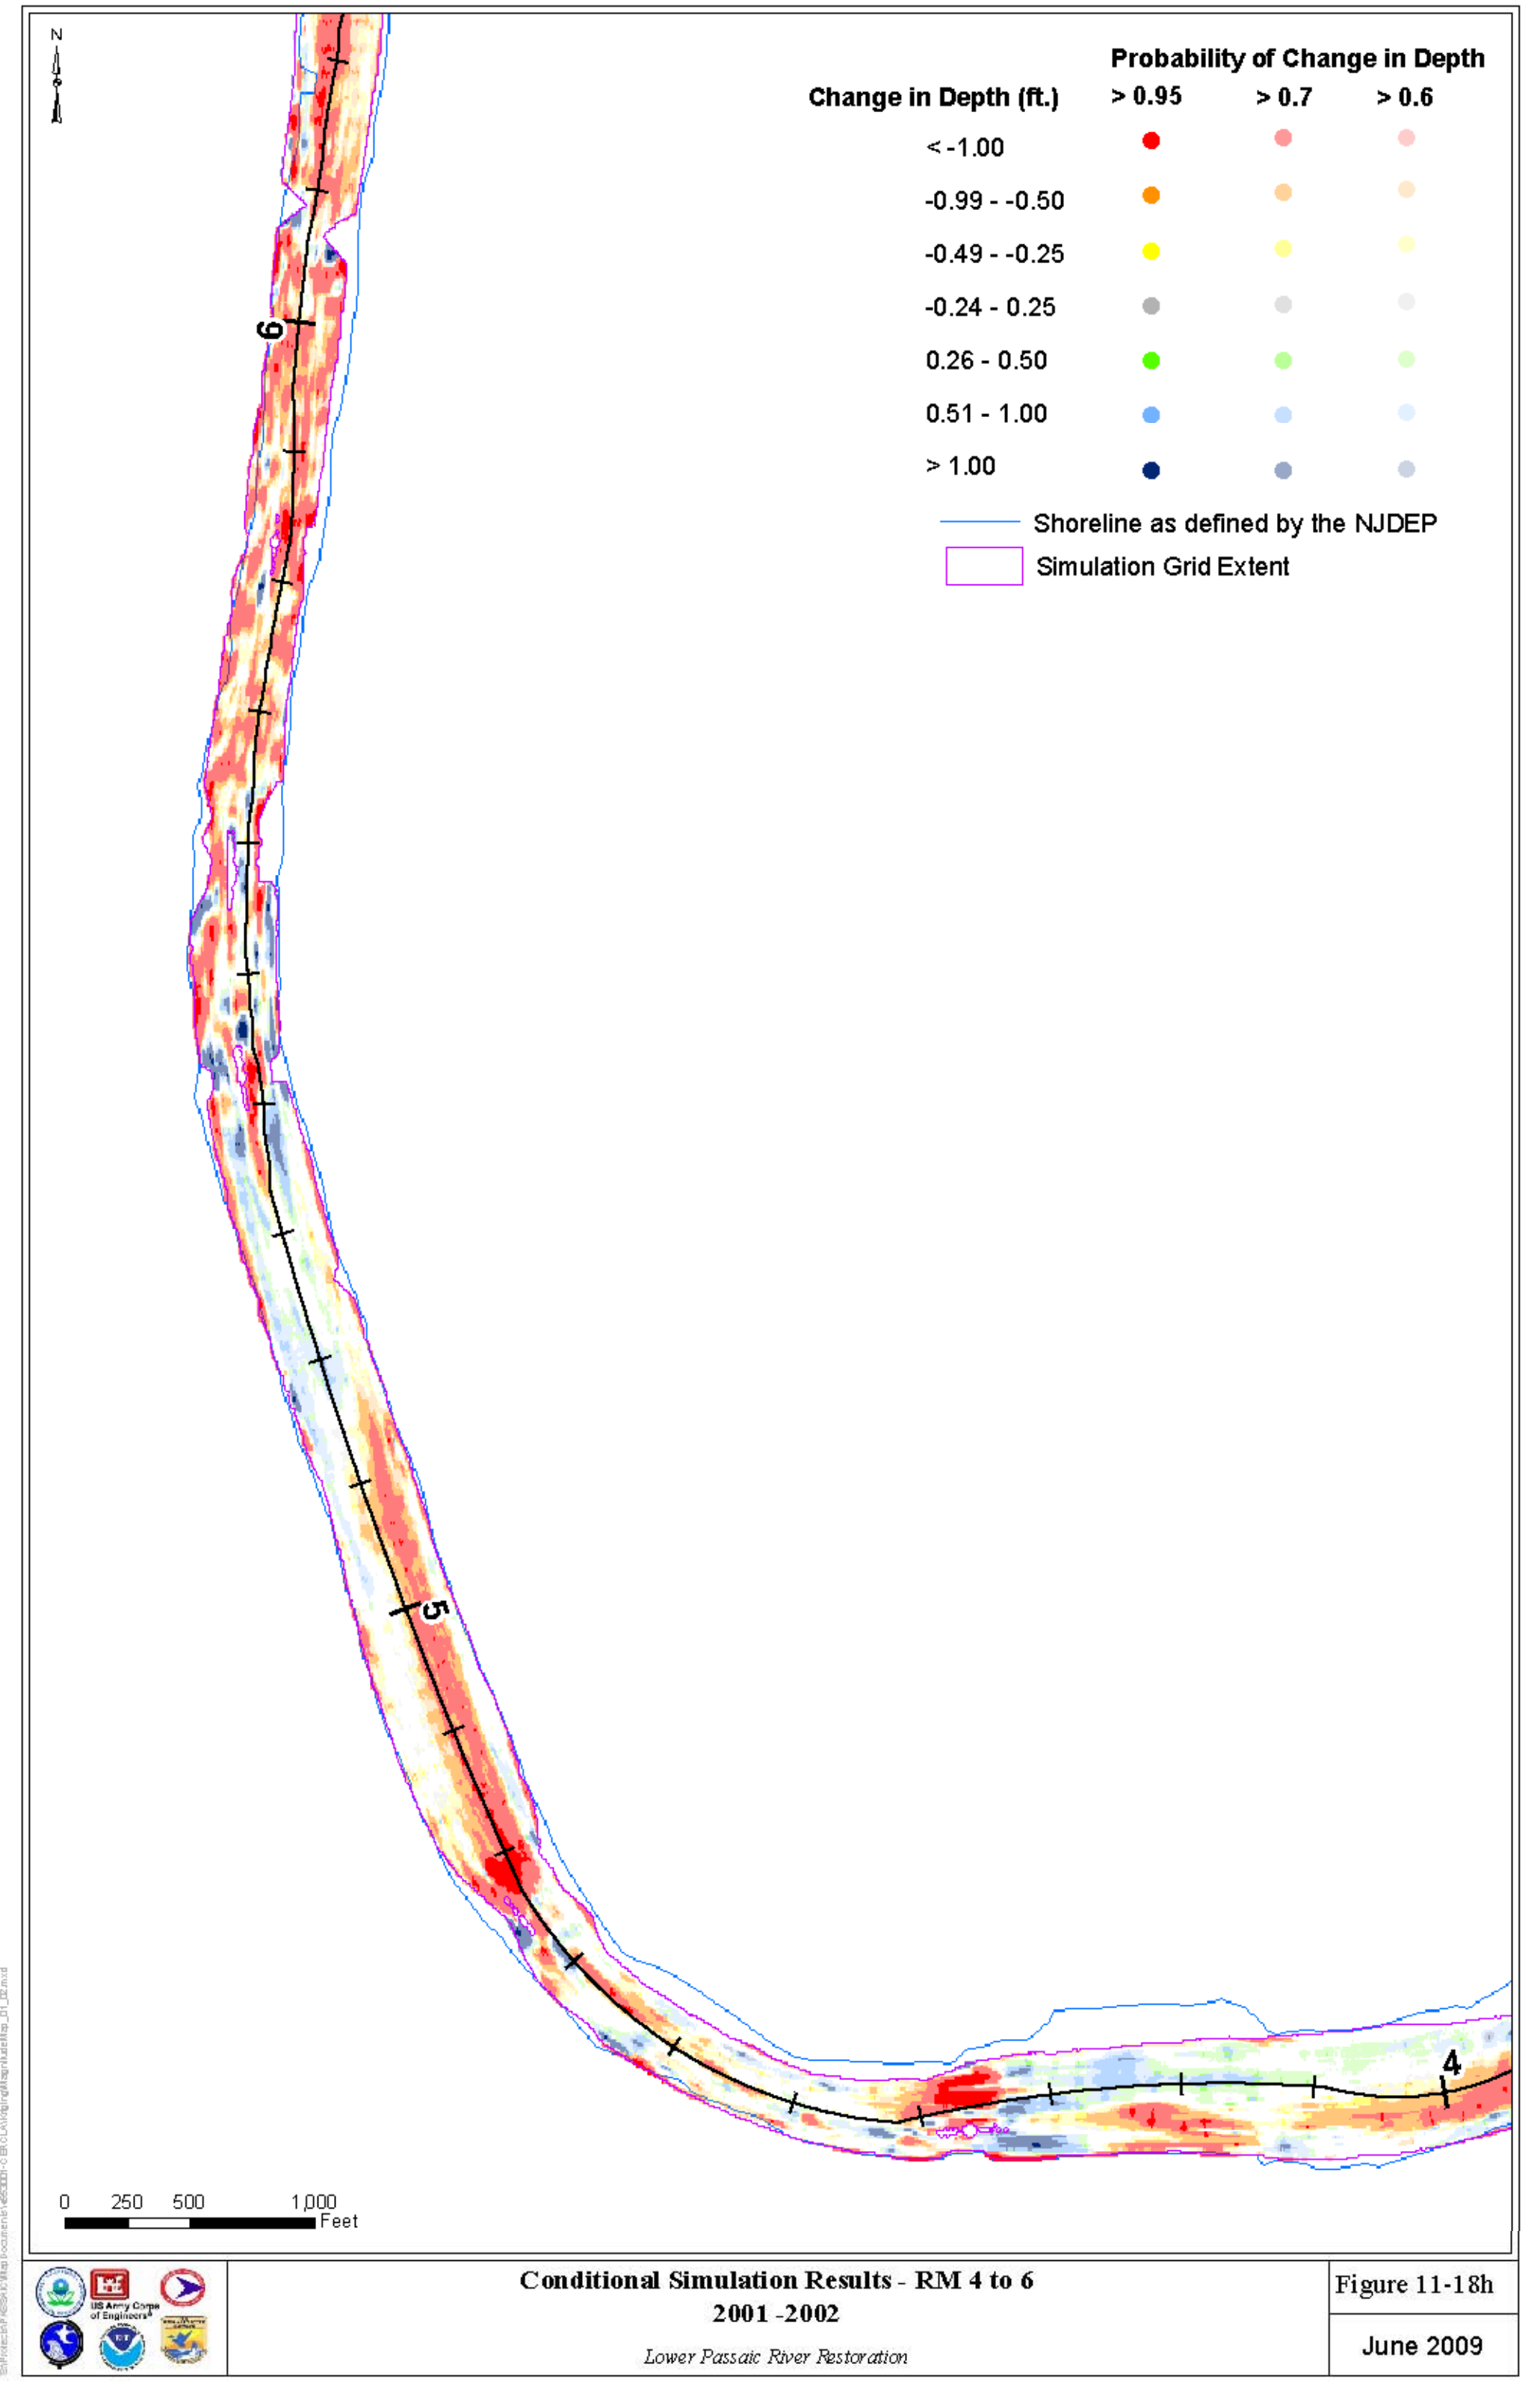 N
Probability of Change in Depth
Change in Depth (ft.) > 0.95 > 0.7 > 0.6
< -1.00
-0.99 - -0.50
-0.49 - -0.25
-0.24 - 0.25
0.26 - 0.50
0.51 - 1.00
> 1.00
Shoreline as defined by the NJDEP
Simulation Grid Extent
6
5
4
0 250 500 1,000
Feet
US Army Corps
of Engineers®
Conditional Simulation Results - RM 4 to 6
2001 -2002
Lower Passaic River Restoration
Figure 11-18h
June 2009